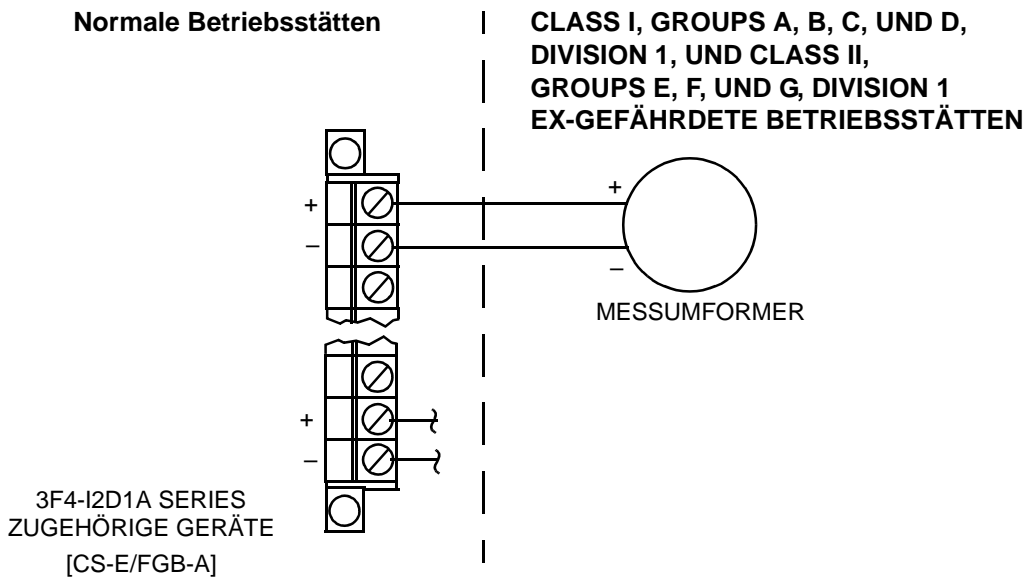 Normale Betriebsstätten
CLASS I, GROUPS A, B, C, UND D,
DIVISION 1, UND CLASS II,
GROUPS E, F, UND G, DIVISION 1
EX-GEFÄHRDETE BETRIEBSSTÄTTEN
+
–
+
–
MESSUMFORMER
+
–
3F4-I2D1A SERIES
ZUGEHÖRIGE GERÄTE
[CS-E/FGB-A]